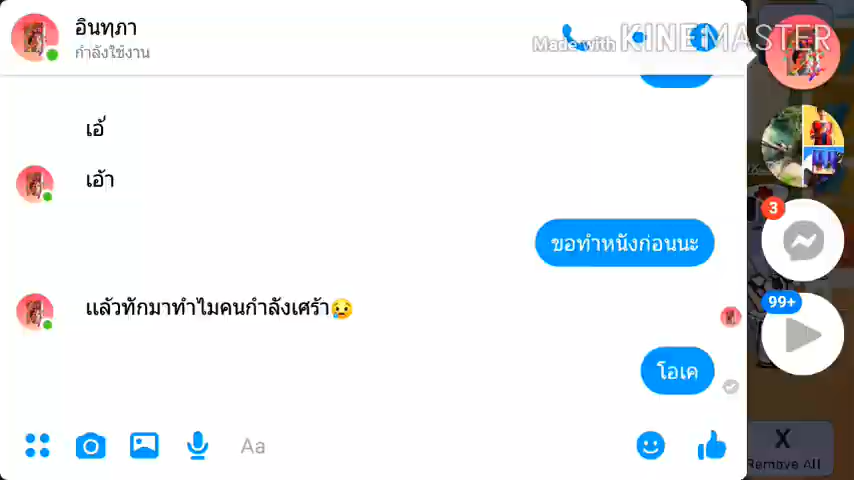 อินทุภา
กำลังใช้งาน
Made with KINEMASTER
เอ้
เอ้า
ขอทำหนังก่อนนะ
แล้วทักมาทำไมคนกำลังเศร้า😥
โอเค
Aa
3
99+
X
Remove All